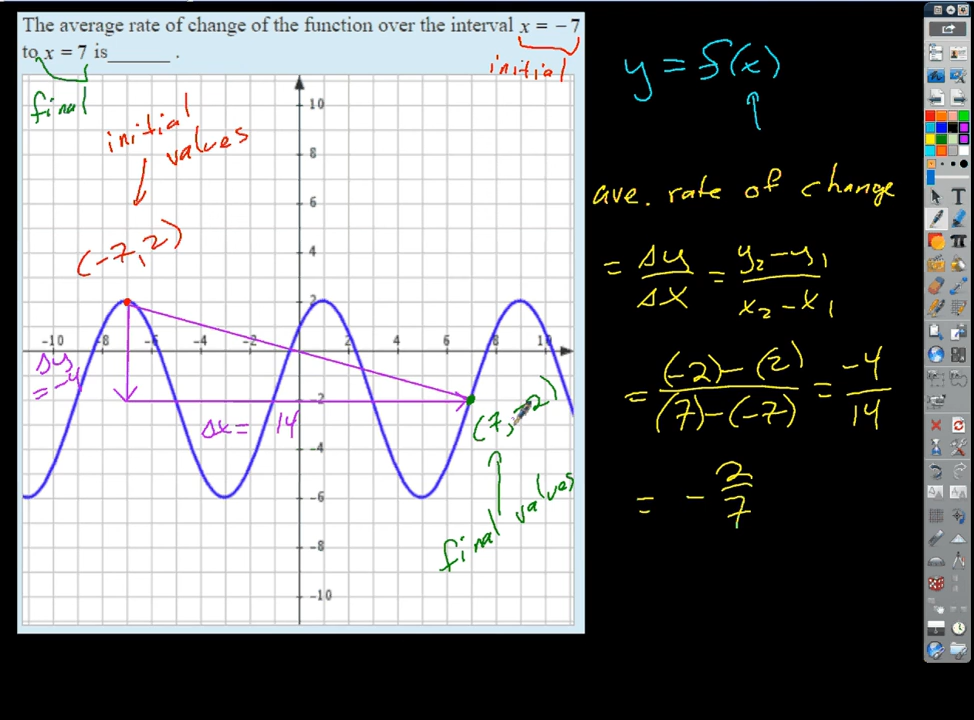 The average rate of change of the function over the interval x = −7
to x = 7 is______ .
initial
final
initial
values
(-7, 2)
10
8
6
4
2
-10
-8
-6
-4
-2
2
4
6
8
10
-2
-4
-6
-8
-10
Δy
= -4
Δx = 14
(7, -2)
final values
y = f(x)
ave. rate of change
= Δy/Δx = y₂-y₁/x₂-x₁
= (-2)-(2)/(7)-(-7) = -4/14
= - 2/7
T
π